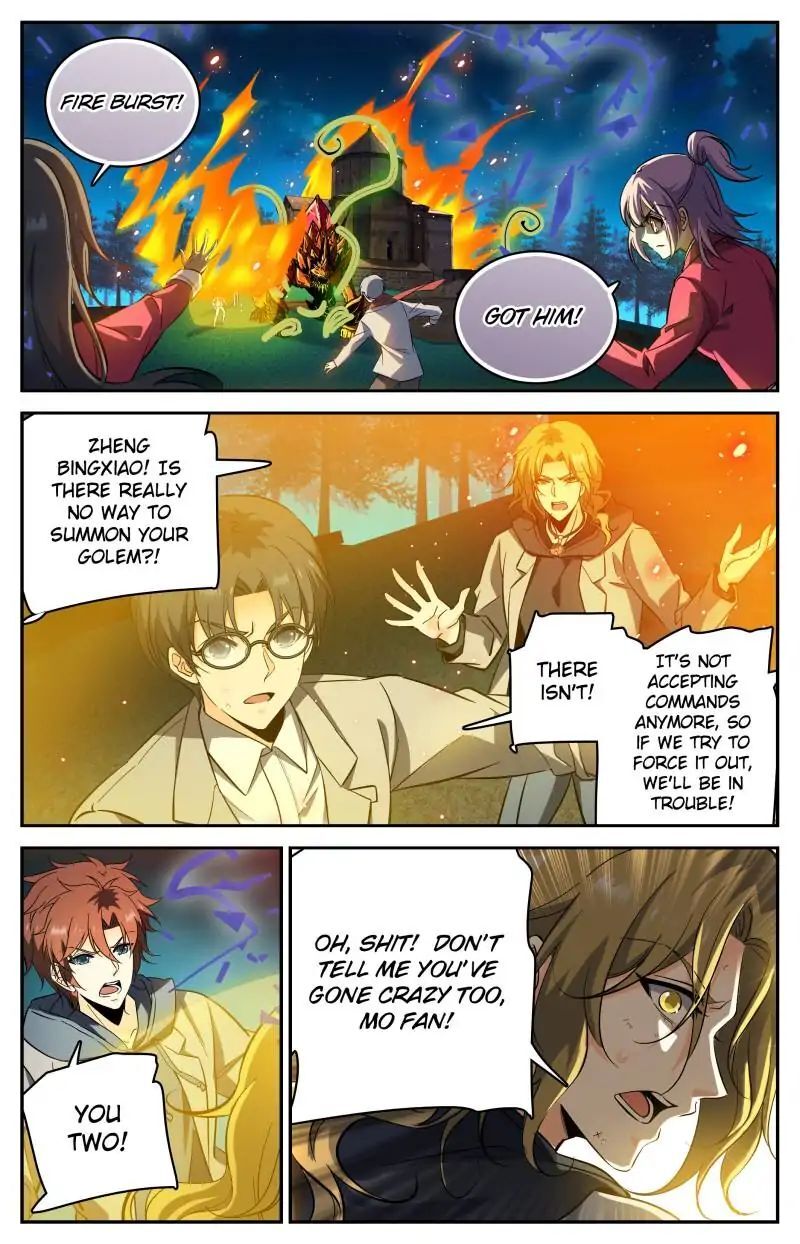 FIRE BURST!
GOT HIM!
ZHENG
BINGXIAO! IS
THERE REALLY
NO WAY TO
SUMMON YOUR
GOLEM?!
THERE
ISN'T!
IT'S NOT
ACCEPTING
COMMANDS
ANYMORE, SO
IF WE TRY TO
FORCE IT OUT,
WE'LL BE IN
TROUBLE!
YOU
TWO!
OH, SHIT! DON'T
TELL ME YOU'VE
GONE CRAZY TOO,
MO FAN!